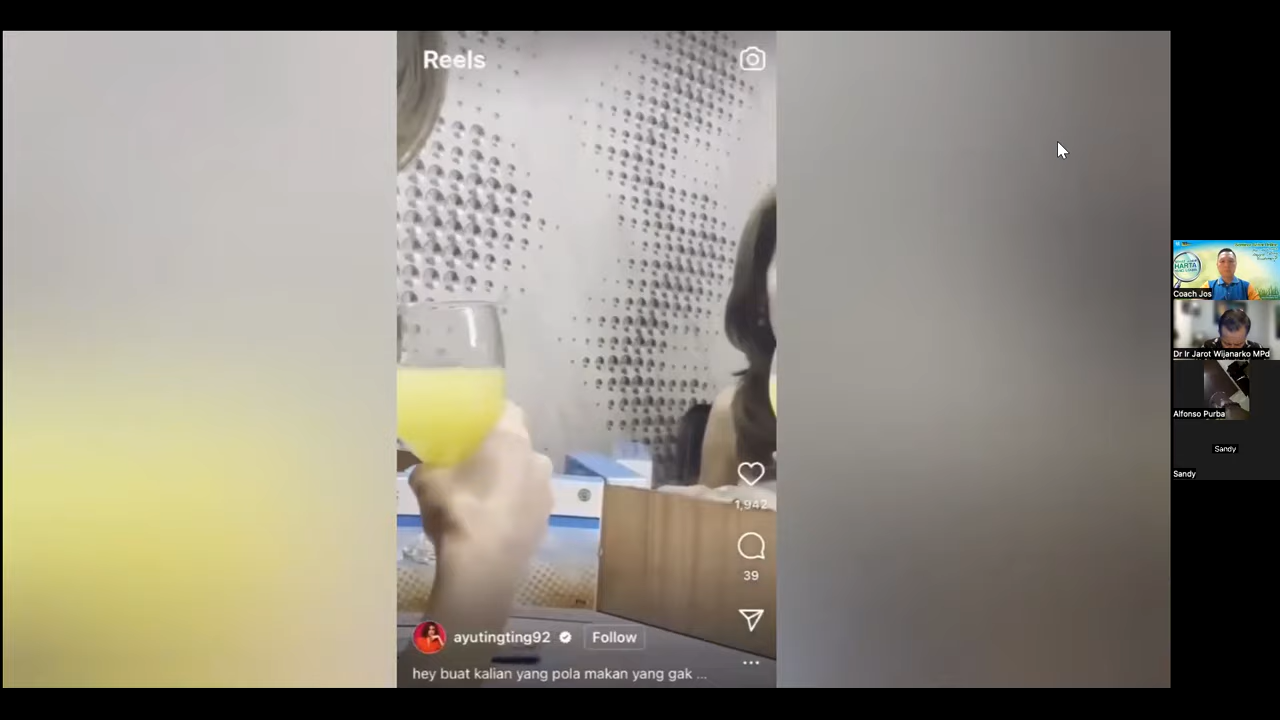 Reels
1,942
39
ayutingting92
Follow
hey buat kalian yang pola makan yang gak ...
HARTA
Coach Jos
Dr Ir Jarot Wijanarko MPd
Alfonso Purba
Sandy
Sandy